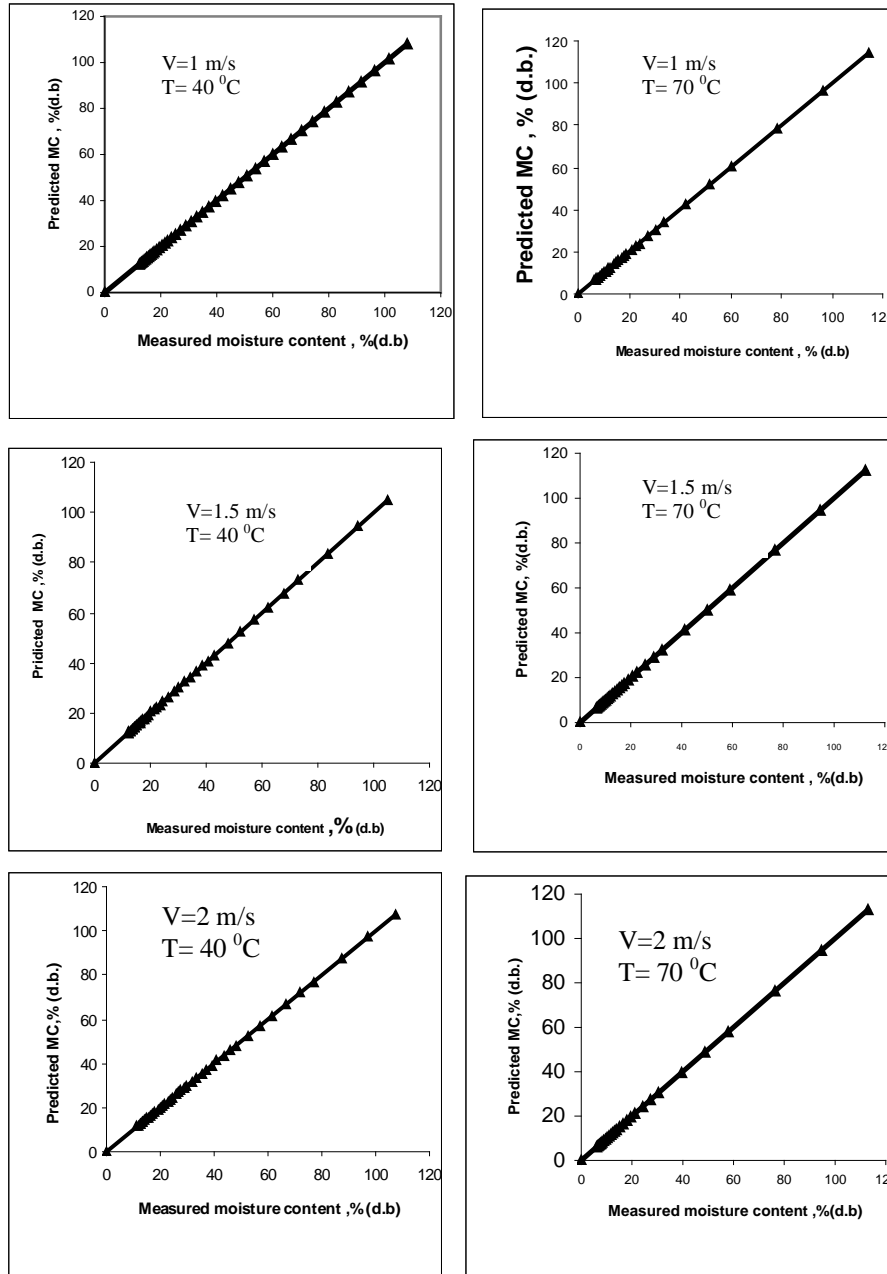 120
100
80
60
40
20
0
Predicted MC , %(d.b)
V=1 m/s
T= 40 ⁰C
0 20 40 60 80 100 120
Measured moisture content , %(d.b)
120
100
80
60
40
20
0
Predicted MC , % (d.b.)
V=1 m/s
T= 70 ⁰C
0 20 40 60 80 100 120
Measured moisture content , % (d.b)
120
100
80
60
40
20
0
Pridicted MC ,% (d.b.)
V=1.5 m/s
T= 40 ⁰C
0 20 40 60 80 100 120
Measured moisture content ,% (d.b)
120
100
80
60
40
20
0
Predicted MC, %(d.b.)
V=1.5 m/s
T= 70 ⁰C
0 20 40 60 80 100 12
Measured moisture content , %(d.b)
120
100
80
60
40
20
0
Predicted MC,% (d.b.)
V=2 m/s
T= 40 ⁰C
0 20 40 60 80 100 120
Measured moisture content ,%(d.b)
120
100
80
60
40
20
0
Predicted MC,% (d.b.)
V=2 m/s
T= 70 ⁰C
0 20 40 60 80 100 12
Measured moisture content ,%(d.b)